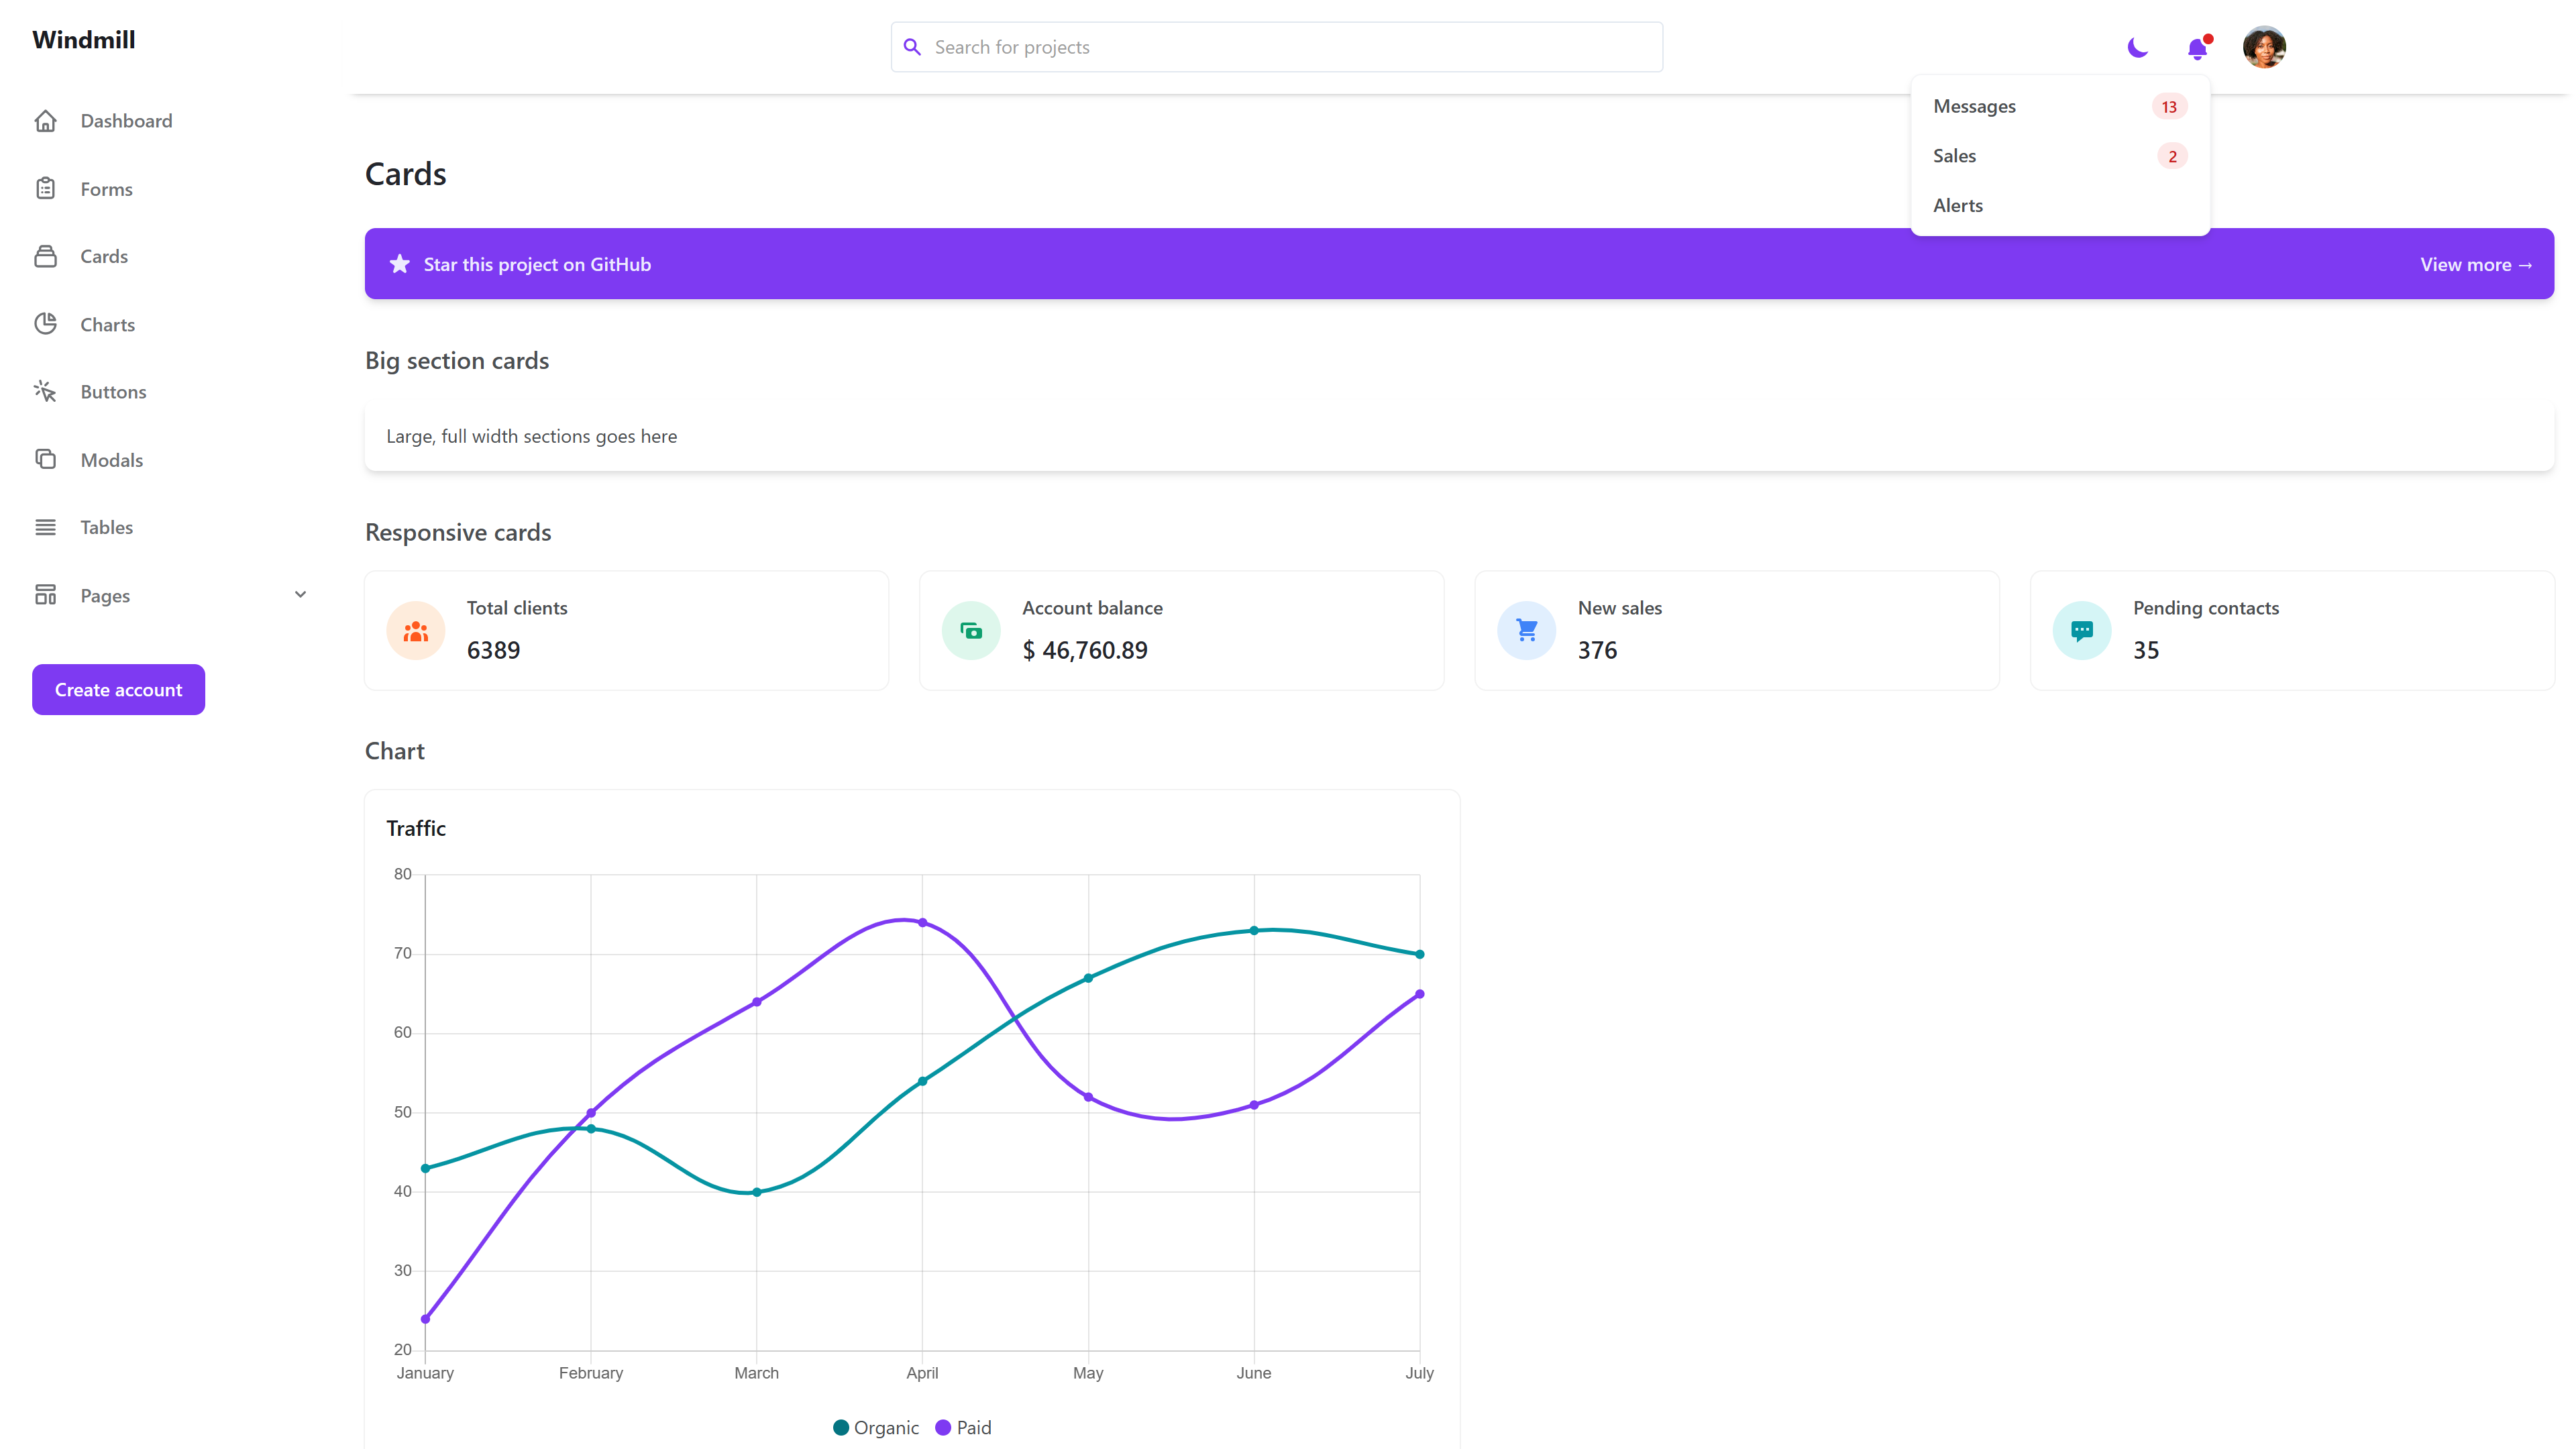 Windmill
Search for projects
Dashboard
Forms
Cards
Charts
Buttons
Modals
Tables
Pages
Create account
Messages 13
Sales 2
Alerts
Cards
Star this project on GitHub View more →
Big section cards
Large, full width sections goes here
Responsive cards
Total clients
6389
Account balance
$ 46,760.89
New sales
376
Pending contacts
35
Chart
Traffic
80
70
60
50
40
30
20
January February March April May June July
Organic Paid